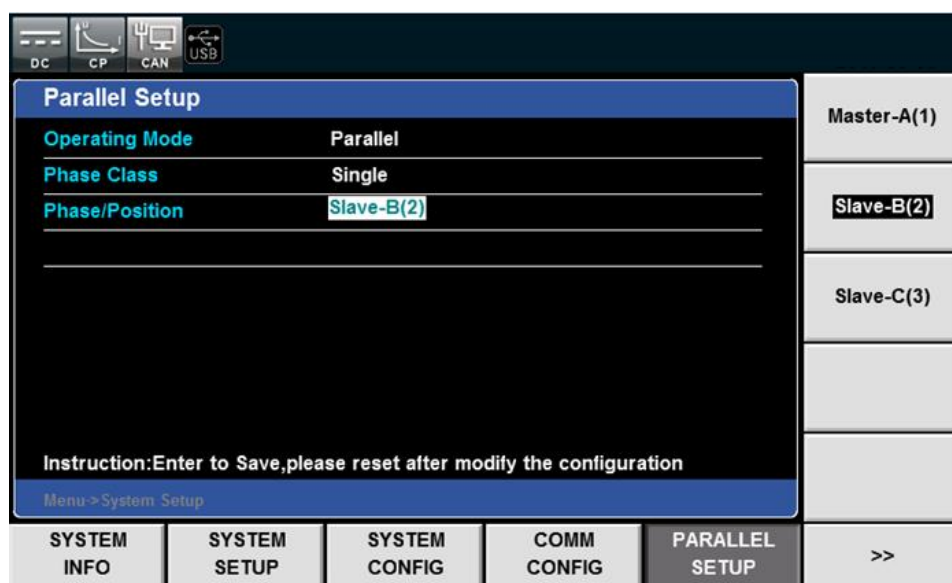 DC CP CAN USB
Parallel Setup
Operating Mode Parallel
Phase Class Single
Phase/Position Slave-B(2)
Instruction:Enter to Save,please reset after modify the configuration
Menu->System Setup
Master-A(1)
Slave-B(2)
Slave-C(3)
SYSTEM INFO
SYSTEM SETUP
SYSTEM CONFIG
COMM CONFIG
PARALLEL SETUP
>>